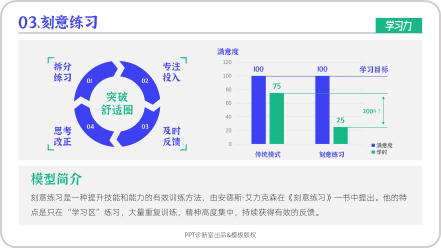 03.刻意练习
学习力
拆分
练习
01
02
专注
投入
突破
舒适圈
思考
改正
04
03
及时
反馈
满意度
120
100
80
60
40
20
0
100
75
100
25
学习目标
传统模式
刻意练习
满意度
学时
模型简介
刻意练习是一种提升技能和能力的有效训练方法，由安德斯·艾力克森在《刻意练习》一书中提出。他的特
点是只在“学习区”练习，大量重复训练，精神高度集中，持续获得有效的反馈。
PPT诊断室出品&模板版权